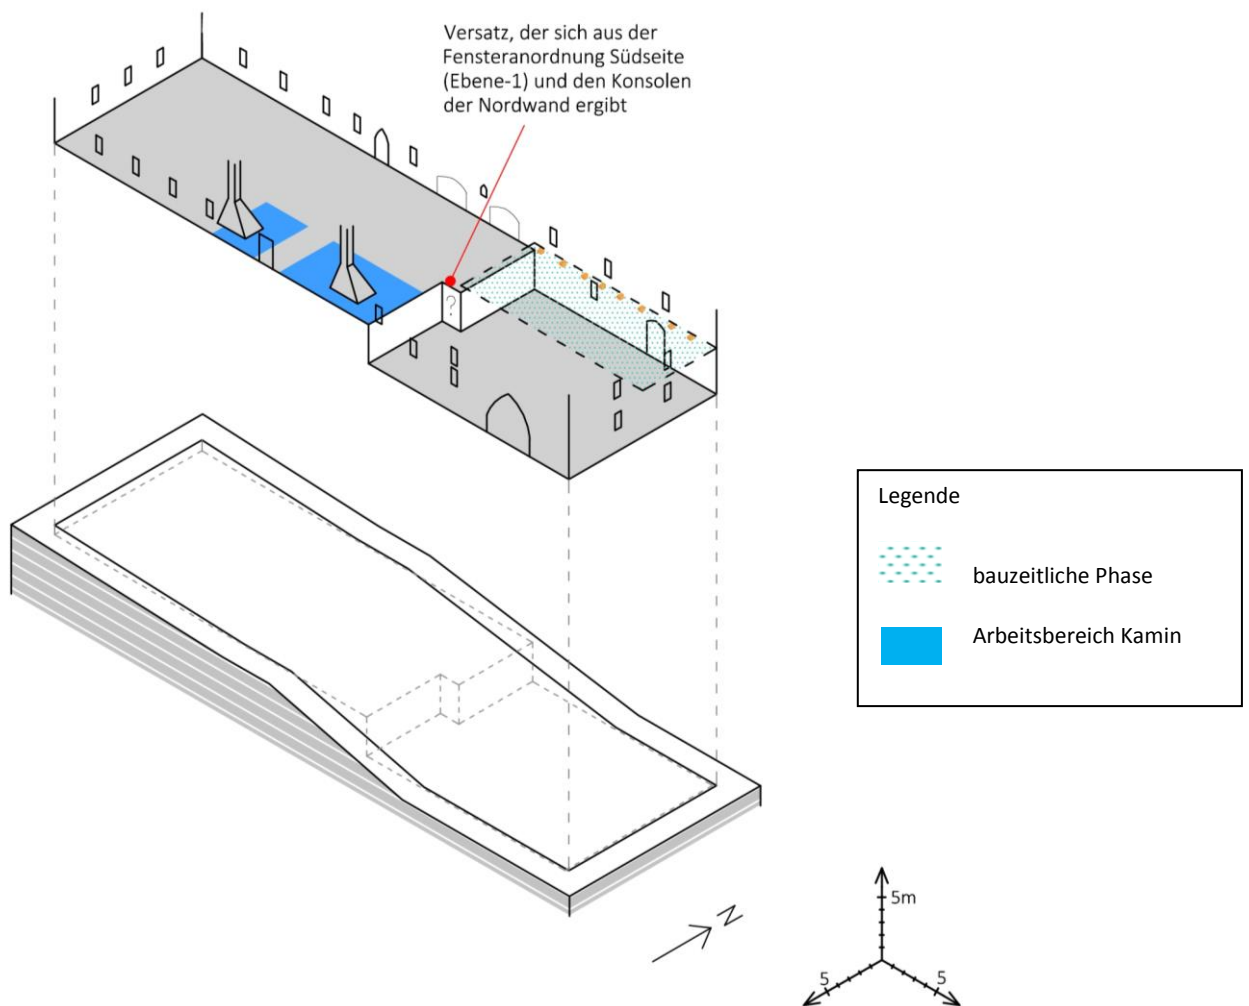 Versatz, der sich aus der
Fensteranordnung Südseite
(Ebene-1) und den Konsolen
der Nordwand ergibt
?
Legende
bauzeitliche Phase
Arbeitsbereich Kamin
N
5m
5
5